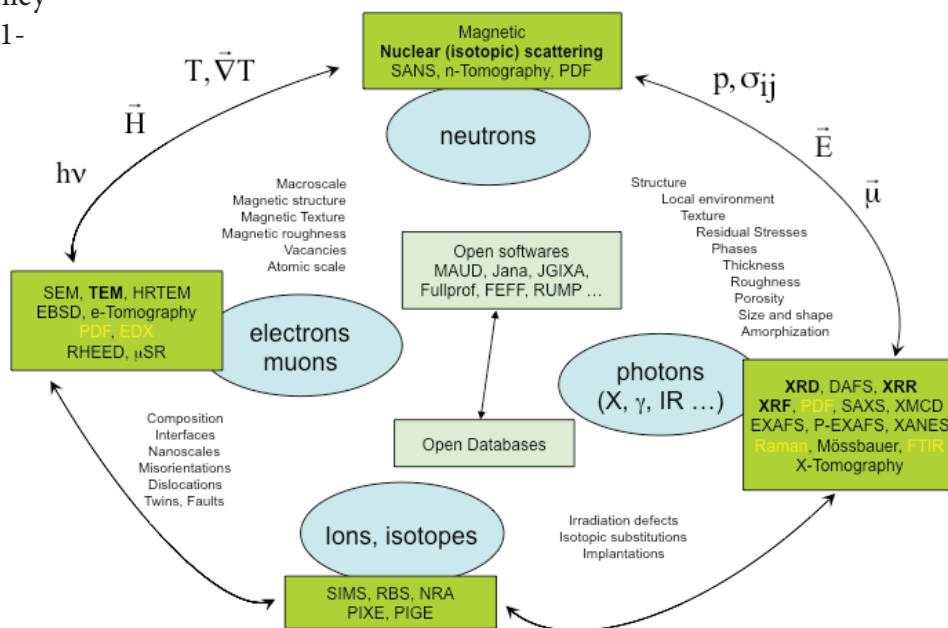 ney
1-
Magnetic
Nuclear (isotopic) scattering
SANS, n-Tomography, PDF
neutrons
T, ∇⃗T
H⃗
hν
p, σij
E⃗
μ⃗
Macroscale
Magnetic structure
Magnetic Texture
Magnetic roughness
Vacancies
Atomic scale
Structure
Local environment
Texture
Residual Stresses
Phases
Thickness
Roughness
Porosity
Size and shape
Amorphization
Open softwares
MAUD, Jana, JGIXA,
Fullprof, FEFF, RUMP ...
SEM, TEM, HRTEM
EBSD, e-Tomography
PDF, EDX
RHEED, μSR
electrons
muons
photons
(X, γ, IR ...)
XRD, DAFS, XRR
XRF, PDF, SAXS, XMCD
EXAFS, P-EXAFS, XANES
Raman, Mössbauer, FTIR
X-Tomography
Open Databases
Composition
Interfaces
Nanoscales
Misorientations
Dislocations
Twins, Faults
Ions, isotopes
Irradiation defects
Isotopic substitutions
Implantations
SIMS, RBS, NRA
PIXE, PIGE